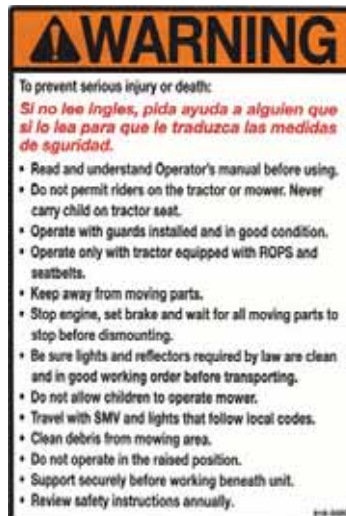 WARNING
To prevent serious injury or death:
Si no lee ingles, pida ayuda a alguien que
si lo lea para que le traduzca las medidas
de sguridad.
• Read and understand Operator's manual before using.
• Do not permit riders on the tractor or mower. Never
carry child on tractor seat.
• Operate with guards installed and in good condition.
• Operate only with tractor equipped with ROPS and
seatbelts.
• Keep away from moving parts.
• Stop engine, set brake and wait for all moving parts to
stop before dismounting.
• Be sure lights and reflectors required by law are clean
and in good working order before transporting.
• Do not allow children to operate mower.
• Travel with SMV and lights that follow local codes.
• Clean debris from mowing area.
• Do not operate in the raised position.
• Support securely before working beneath unit.
• Review safety instructions annually.